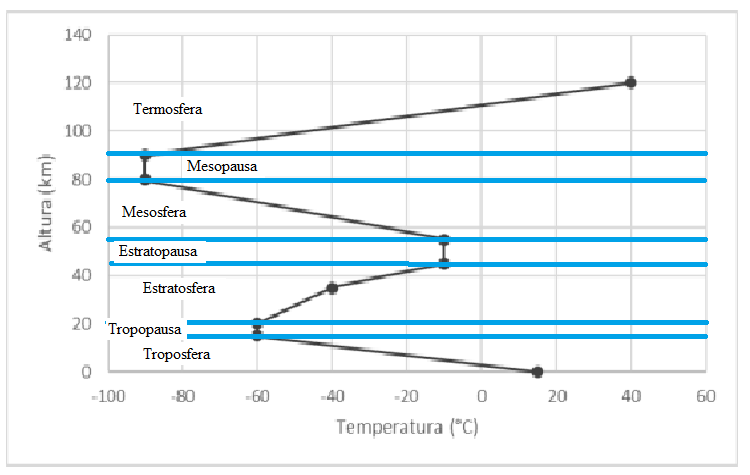 140
120
100
80
60
40
20
0
Altura (km)
Termosfera
Mesopausa
Mesosfera
Estratopausa
Estratosfera
Tropopausa
Troposfera
-100 -80 -60 -40 -20 0 20 40 60
Temperatura (°C)